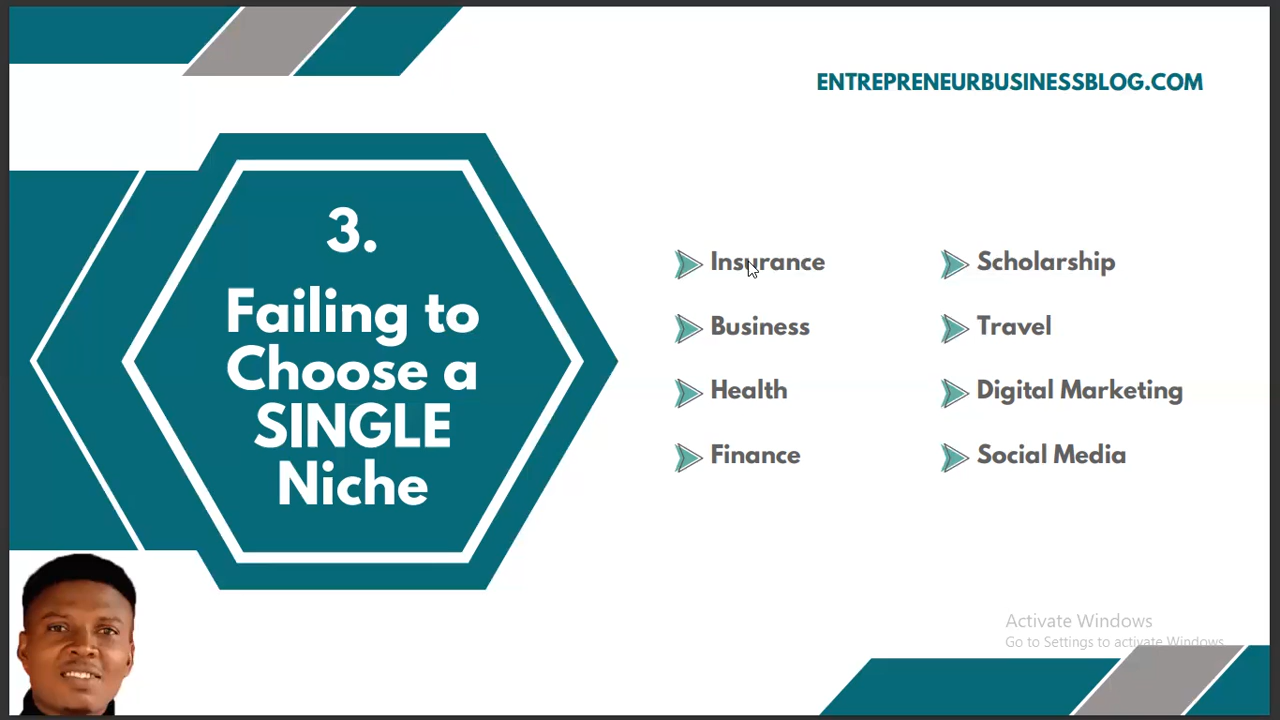 ENTREPRENEURBUSINESSBLOG.COM
3.
Failing to
Choose a
SINGLE
Niche
Insurance
Business
Health
Finance
Scholarship
Travel
Digital Marketing
Social Media
Activate Windows
Go to Settings to activate Windows.